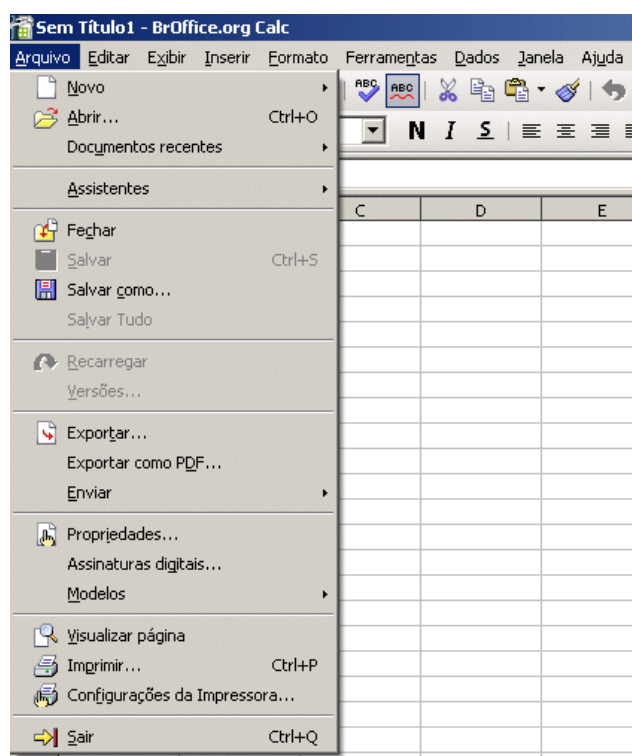 Sem Título1 - BrOffice.org Calc
Arquivo Editar Exibir Inserir Formato Ferramentas Dados Janela Ajuda
Novo
ABC ABC
Abrir... Ctrl+O
N I S
Documentos recentes
Assistentes
C D E
Fechar
Salvar Ctrl+S
Salvar como...
Salvar Tudo
Recarregar
Versões...
Exportar...
Exportar como PDF...
Enviar
Propriedades...
Assinaturas digitais...
Modelos
Visualizar página
Imprimir... Ctrl+P
Configurações da Impressora...
Sair Ctrl+Q